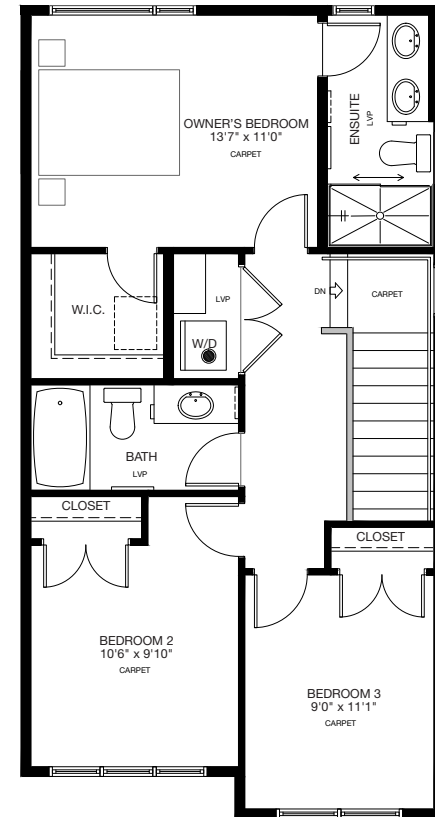 OWNER'S BEDROOM
13'7" x 11'0"
CARPET
ENSUITE
LVP
W.I.C.
LVP
W/D
DN
CARPET
BATH
LVP
CLOSET
CLOSET
BEDROOM 2
10'6" x 9'10"
CARPET
BEDROOM 3
9'0" x 11'1"
CARPET